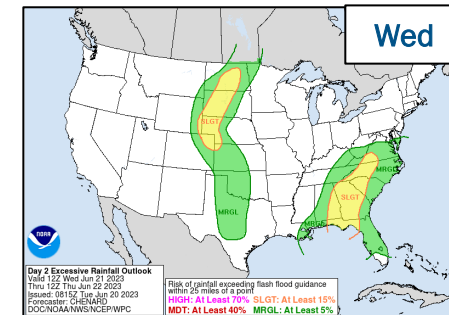 Wed
SLGT
MRGL
MRGL
SLGT
MRGL
NOAA
Day 2 Excessive Rainfall Outlook
Valid 12Z Wed Jun 21 2023
Thru 12Z Thu Jun 22 2023
Issued: 0815Z Tue Jun 20 2023
Forecaster: CHENARD
DOC/NOAA/NWS/NCEP/WPC
Risk of rainfall exceeding flash flood guidance
within 25 miles of a point
HIGH: At Least 70% SLGT: At Least 15%
MDT: At Least 40% MRGL: At Least 5%